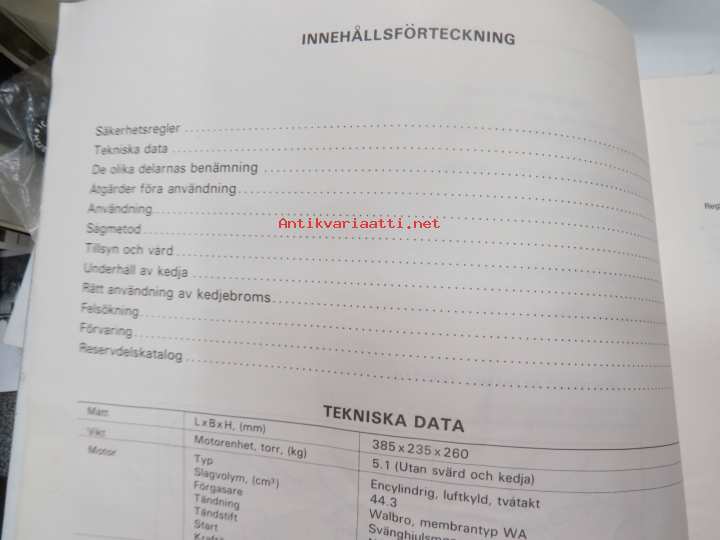 INNEHÅLLSFÖRTECKNING
Säkerhetsregler
Tekniska data
De olika delarnas benämning
Åtgärder föra användning
Användning
Sågmetod
Tillsyn och vård
Underhåll av kedja
Rätt användning av kedjebroms
Felsökning
Förvaring
Reservdelskatalog
Antikvariaatti.net
Reg
TEKNISKA DATA
Mått LxBxH, (mm) 385 x 235 x 260
Vikt Motorenhet, torr, (kg) 5.1 (Utan svärd och kedja)
Motor Typ Encylindrig, luftkyld, tvåtakt
Slagvolym, (cm³) 44.3
Förgasare Walbro, membrantyp WA
Tändning
Tändstift
Start